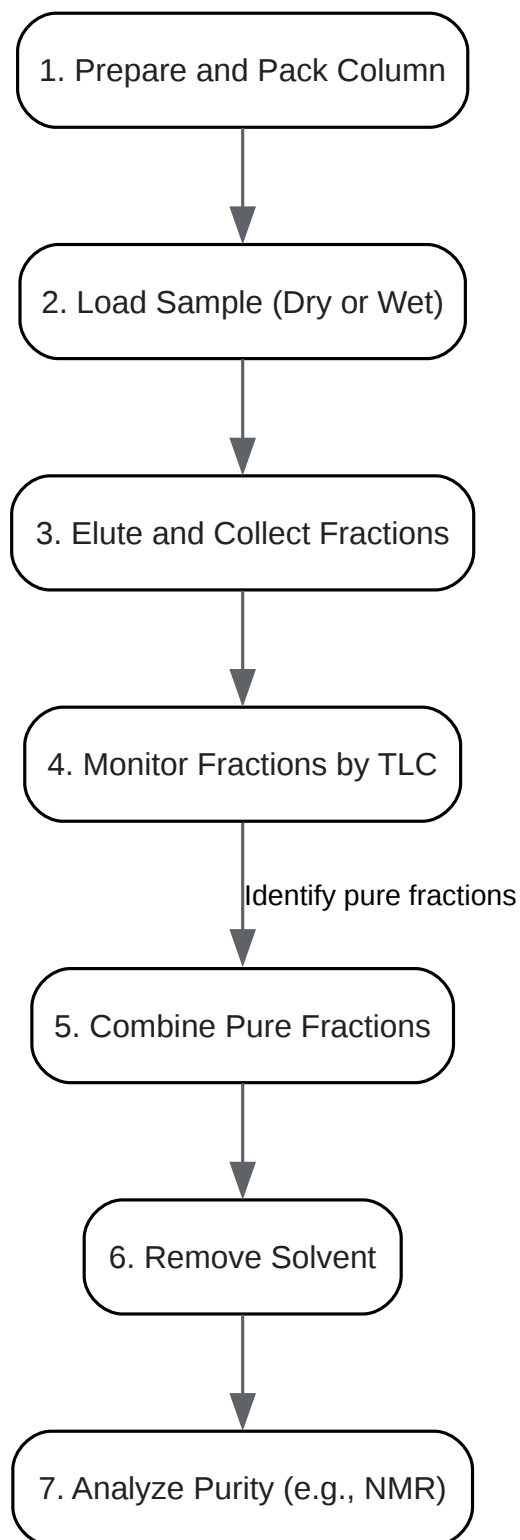 1. Prepare and Pack Column
2. Load Sample (Dry or Wet)
3. Elute and Collect Fractions
4. Monitor Fractions by TLC
Identify pure fractions
5. Combine Pure Fractions
6. Remove Solvent
7. Analyze Purity (e.g., NMR)